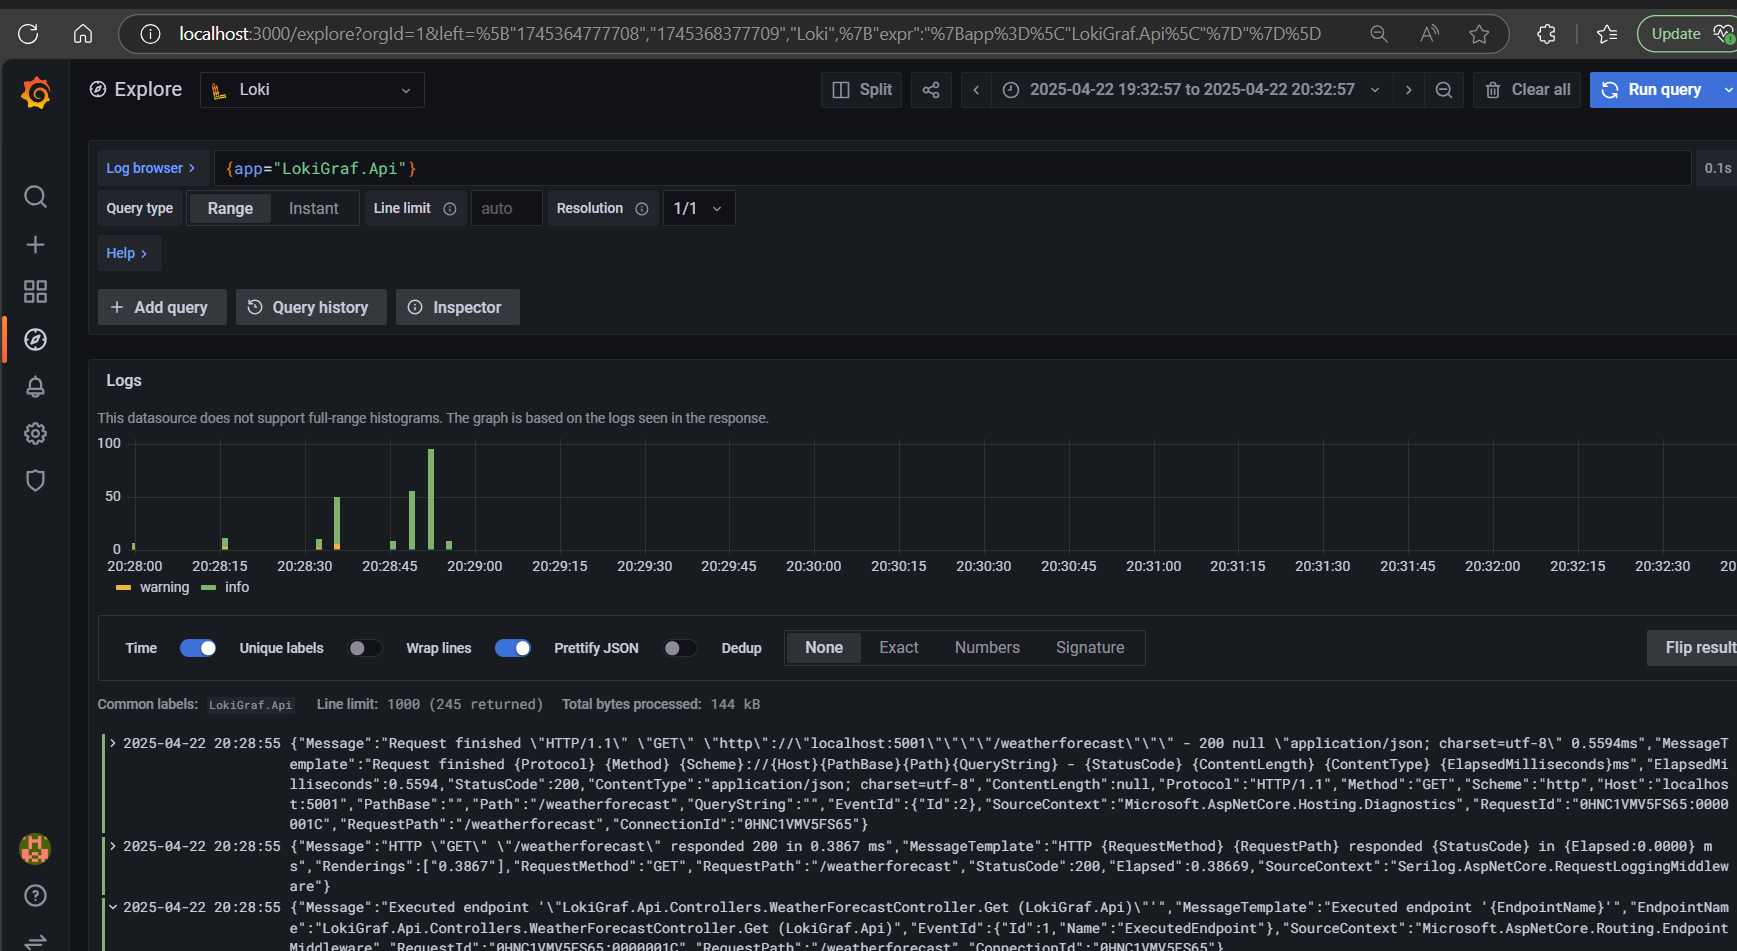 localhost:3000/explore?orgId=1&left=%5B"1745364777708","1745368377709","Loki",%7B"expr":"%7Bapp%3D%5C"LokiGraf.Api%5C"%7D"%7D%5D
Update
Explore
Loki
Split
2025-04-22 19:32:57 to 2025-04-22 20:32:57
Clear all
Run query
Log browser
{app="LokiGraf.Api"}
0.1s
Query type
Range
Instant
Line limit
auto
Resolution
1/1
Help
Add query
Query history
Inspector
Logs
This datasource does not support full-range histograms. The graph is based on the logs seen in the response.
100
50
0
20:28:00 20:28:15 20:28:30 20:28:45 20:29:00 20:29:15 20:29:30 20:29:45 20:30:00 20:30:15 20:30:30 20:30:45 20:31:00 20:31:15 20:31:30 20:31:45 20:32:00 20:32:15 20:32:30 20
warning info
Time
Unique labels
Wrap lines
Prettify JSON
Dedup
None
Exact
Numbers
Signature
Flip result
Common labels: LokiGraf.Api Line limit: 1000 (245 returned) Total bytes processed: 144 kB
2025-04-22 20:28:55 {"Message":"Request finished \"HTTP/1.1\" \"GET\" \"http\"://\"localhost:5001\"\"\"\"/weatherforecast\"\"\" - 200 null \"application/json; charset=utf-8\" 0.5594ms","MessageT
emplate":"Request finished {Protocol} {Method} {Scheme}://{Host}{PathBase}{Path}{QueryString} - {StatusCode} {ContentLength} {ContentType} {ElapsedMilliseconds}ms","ElapsedMi
lliseconds":0.5594,"StatusCode":200,"ContentType":"application/json; charset=utf-8","ContentLength":null,"Protocol":"HTTP/1.1","Method":"GET","Scheme":"http","Host":"localhos
t:5001","PathBase":"","Path":"/weatherforecast","QueryString":"","EventId":{"Id":2},"SourceContext":"Microsoft.AspNetCore.Hosting.Diagnostics","RequestId":"0HNC1VMV5FS65:0000
001C","RequestPath":"/weatherforecast","ConnectionId":"0HNC1VMV5FS65"}
2025-04-22 20:28:55 {"Message":"HTTP \"GET\" \"/weatherforecast\" responded 200 in 0.3867 ms","MessageTemplate":"HTTP {RequestMethod} {RequestPath} responded {StatusCode} in {Elapsed:0.0000} m
s","Renderings":["0.3867"],"RequestMethod":"GET","RequestPath":"/weatherforecast","StatusCode":200,"Elapsed":0.38669,"SourceContext":"Serilog.AspNetCore.RequestLoggingMiddlew
are"}
2025-04-22 20:28:55 {"Message":"Executed endpoint '\"LokiGraf.Api.Controllers.WeatherForecastController.Get (LokiGraf.Api)\"'","MessageTemplate":"Executed endpoint '{EndpointName}'","EndpointNam
e":"LokiGraf.Api.Controllers.WeatherForecastController.Get (LokiGraf.Api)","EventId":{"Id":1,"Name":"ExecutedEndpoint"},"SourceContext":"Microsoft.AspNetCore.Routing.Endpoint
Middleware","RequestId":"0HNC1VMV5FS65:0000001C","RequestPath":"/weatherforecast","ConnectionId":"0HNC1VMV5FS65"}